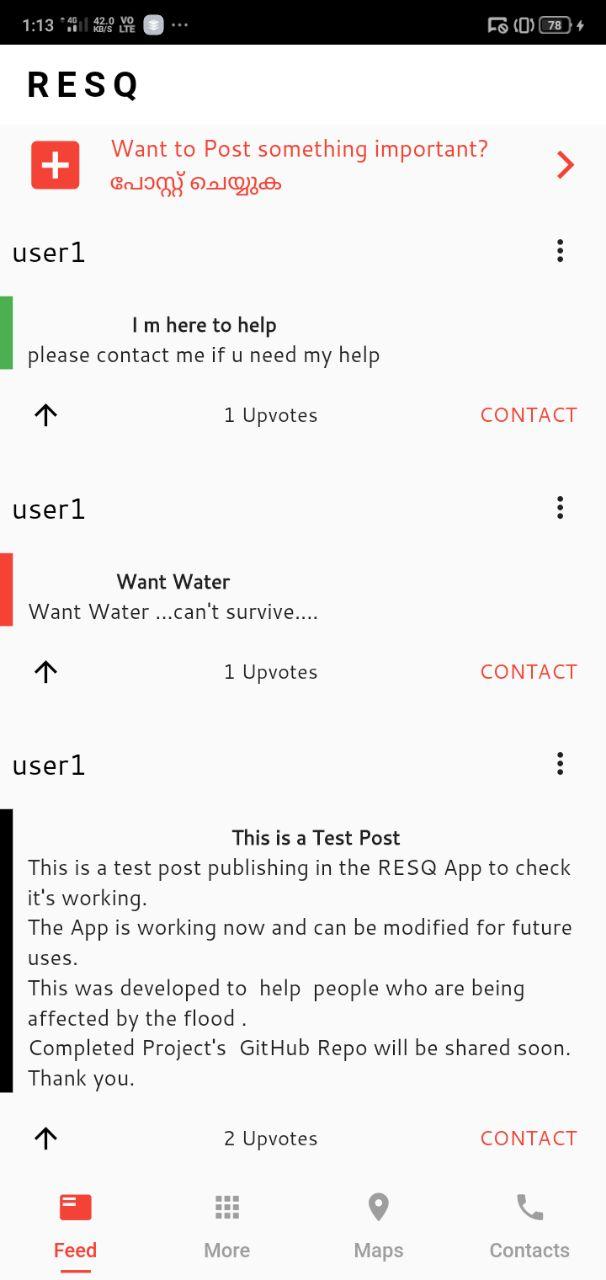 1:13 4G 42.0 KB/S VO LTE ... 78
RESQ
Want to Post something important?
പോസ്റ്റ് ചെയ്യുക
user1
I m here to help
please contact me if u need my help
1 Upvotes CONTACT
user1
Want Water
Want Water ...can't survive....
1 Upvotes CONTACT
user1
This is a Test Post
This is a test post publishing in the RESQ App to check
it's working.
The App is working now and can be modified for future
uses.
This was developed to  help  people who are being
affected by the flood .
Completed Project's  GitHub Repo will be shared soon.
Thank you.
2 Upvotes CONTACT
Feed More Maps Contacts